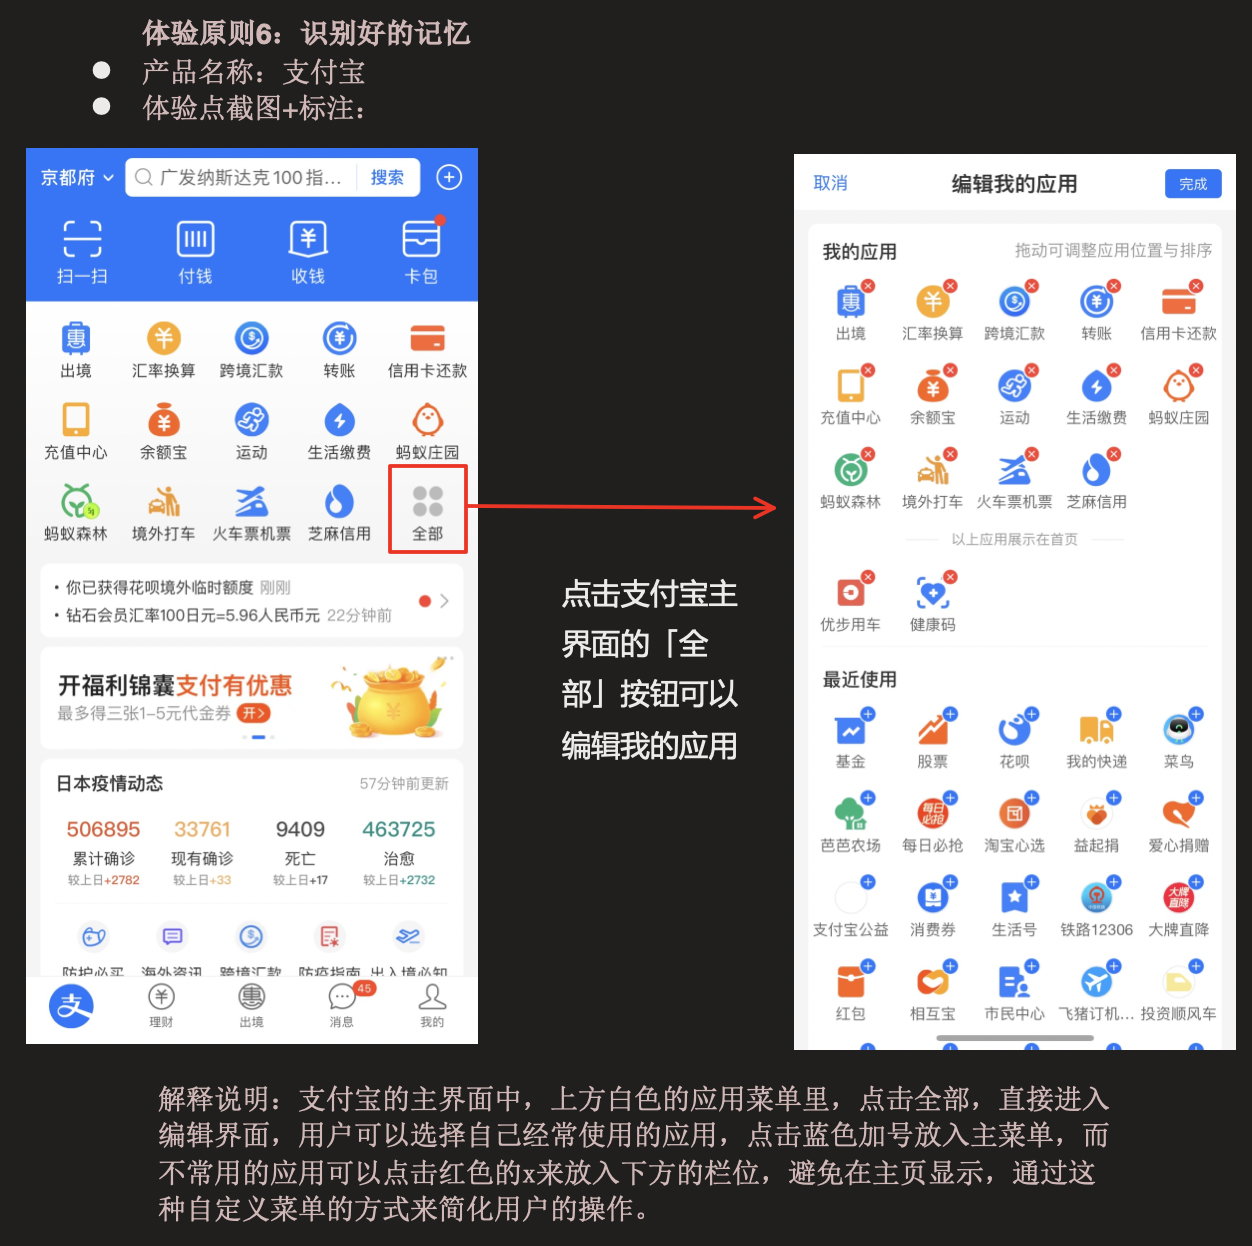 体验原则6：识别好的记忆
产品名称：支付宝
体验点截图+标注：
京都府
广发纳斯达克100指...
搜索
扫一扫 付钱 收钱 卡包
惠
出境 汇率换算 跨境汇款 转账 信用卡还款
充值中心 余额宝 运动 生活缴费 蚂蚁庄园
5g
蚂蚁森林 境外打车 火车票机票 芝麻信用 全部
• 你已获得花呗境外临时额度 刚刚
• 钻石会员汇率100日元=5.96人民币元 22分钟前
开福利锦囊支付有优惠
最多得三张1-5元代金券 开>
日本疫情动态 57分钟前更新
506895 33761 9409 463725
累计确诊 现有确诊 死亡 治愈
较上日+2782 较上日+33 较上日+17 较上日+2732
防护必买 海外资讯 跨境汇款 防疫指南 出入境必知
支
惠
45
理财 出境 消息 我的
点击支付宝主
界面的「全
部」按钮可以
编辑我的应用
取消 编辑我的应用 完成
我的应用 拖动可调整应用位置与排序
惠
出境 汇率换算 跨境汇款 转账 信用卡还款
充值中心 余额宝 运动 生活缴费 蚂蚁庄园
蚂蚁森林 境外打车 火车票机票 芝麻信用
以上应用展示在首页
优步用车 健康码
最近使用
基金 股票 花呗 我的快递 菜鸟
每日
必抢
芭芭农场 每日必抢 淘宝心选 益起捐 爱心捐赠
大牌
直降
支付宝公益 消费券 生活号 铁路12306 大牌直降
红包 相互宝 市民中心 飞猪订机... 投资顺风车
解释说明：支付宝的主界面中，上方白色的应用菜单里，点击全部，直接进入
编辑界面，用户可以选择自己经常使用的应用，点击蓝色加号放入主菜单，而
不常用的应用可以点击红色的x来放入下方的栏位，避免在主页显示，通过这
种自定义菜单的方式来简化用户的操作。